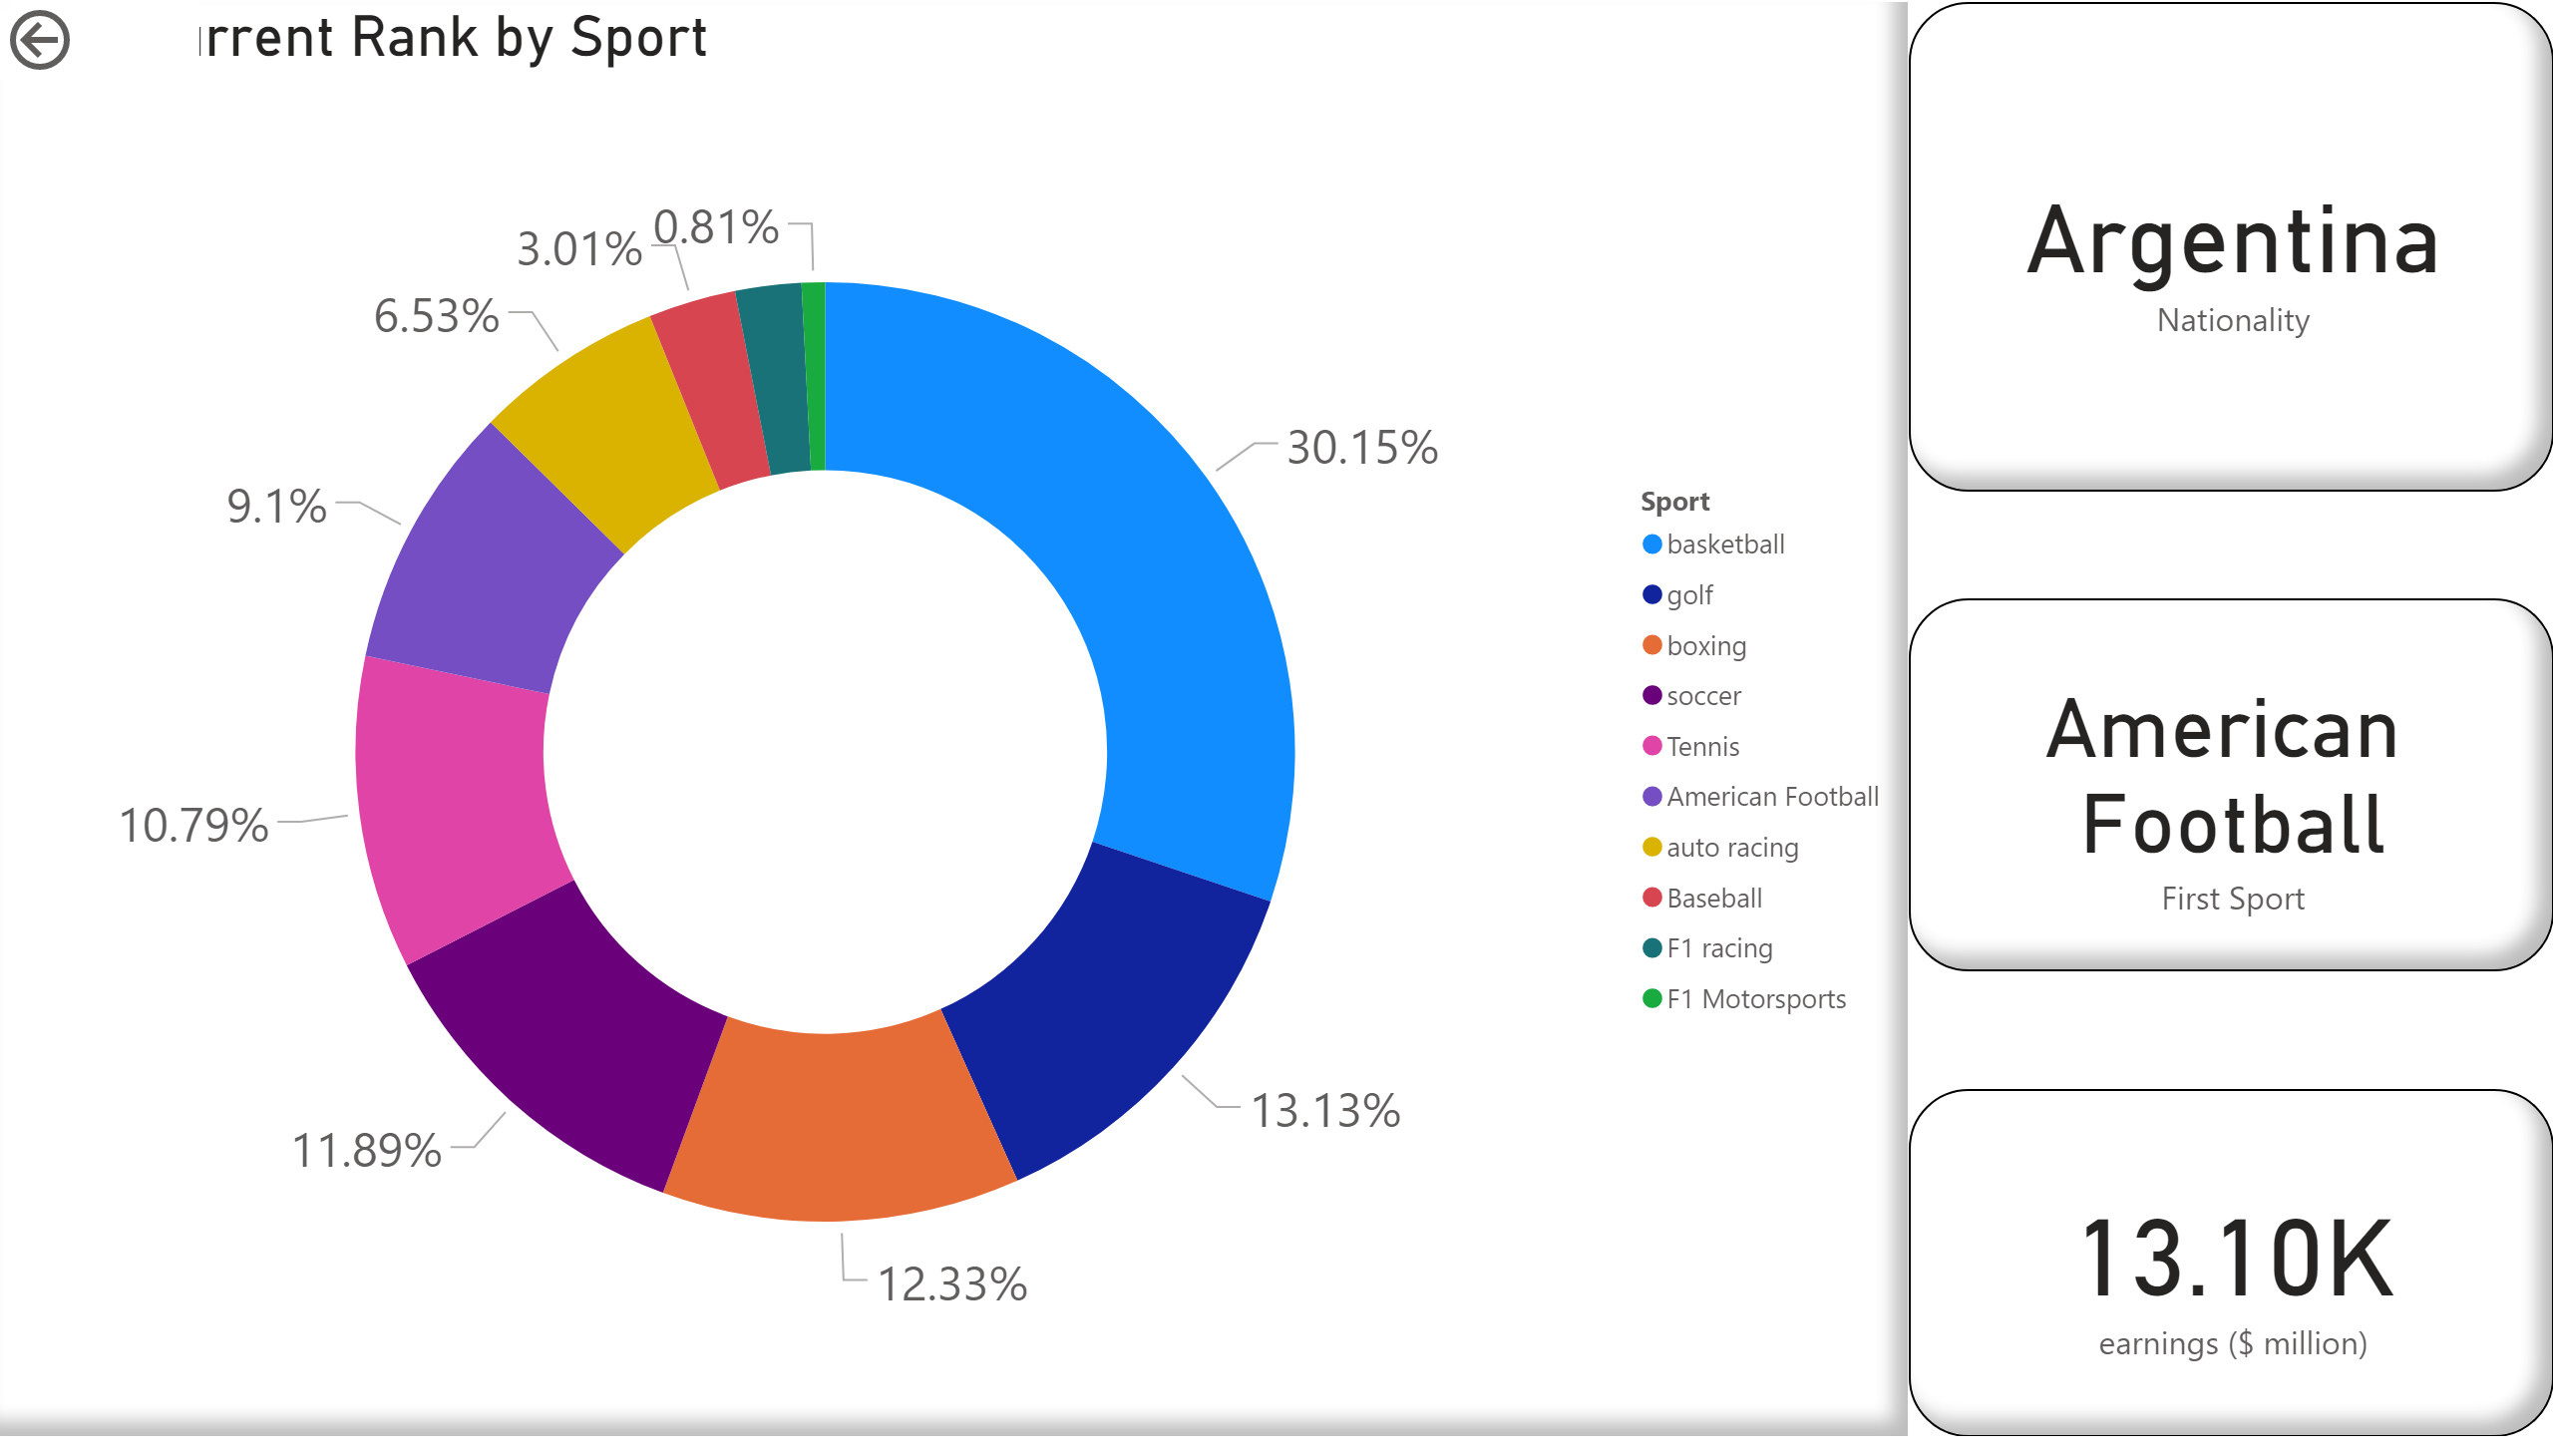 rrent Rank by Sport
0.81%
3.01%
6.53%
30.15%
9.1%
10.79%
13.13%
11.89%
12.33%
Sport
basketball
golf
boxing
soccer
Tennis
American Football
auto racing
Baseball
F1 racing
F1 Motorsports
Argentina
Nationality
American
Football
First Sport
13.10K
earnings ($ million)